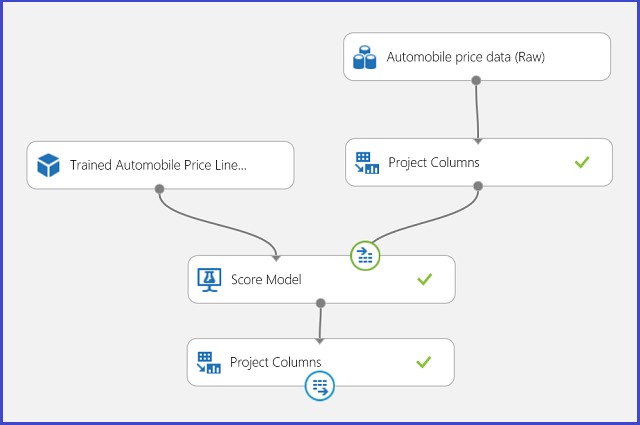 Automobile price data (Raw)
Trained Automobile Price Line...
Project Columns
Score Model
Project Columns